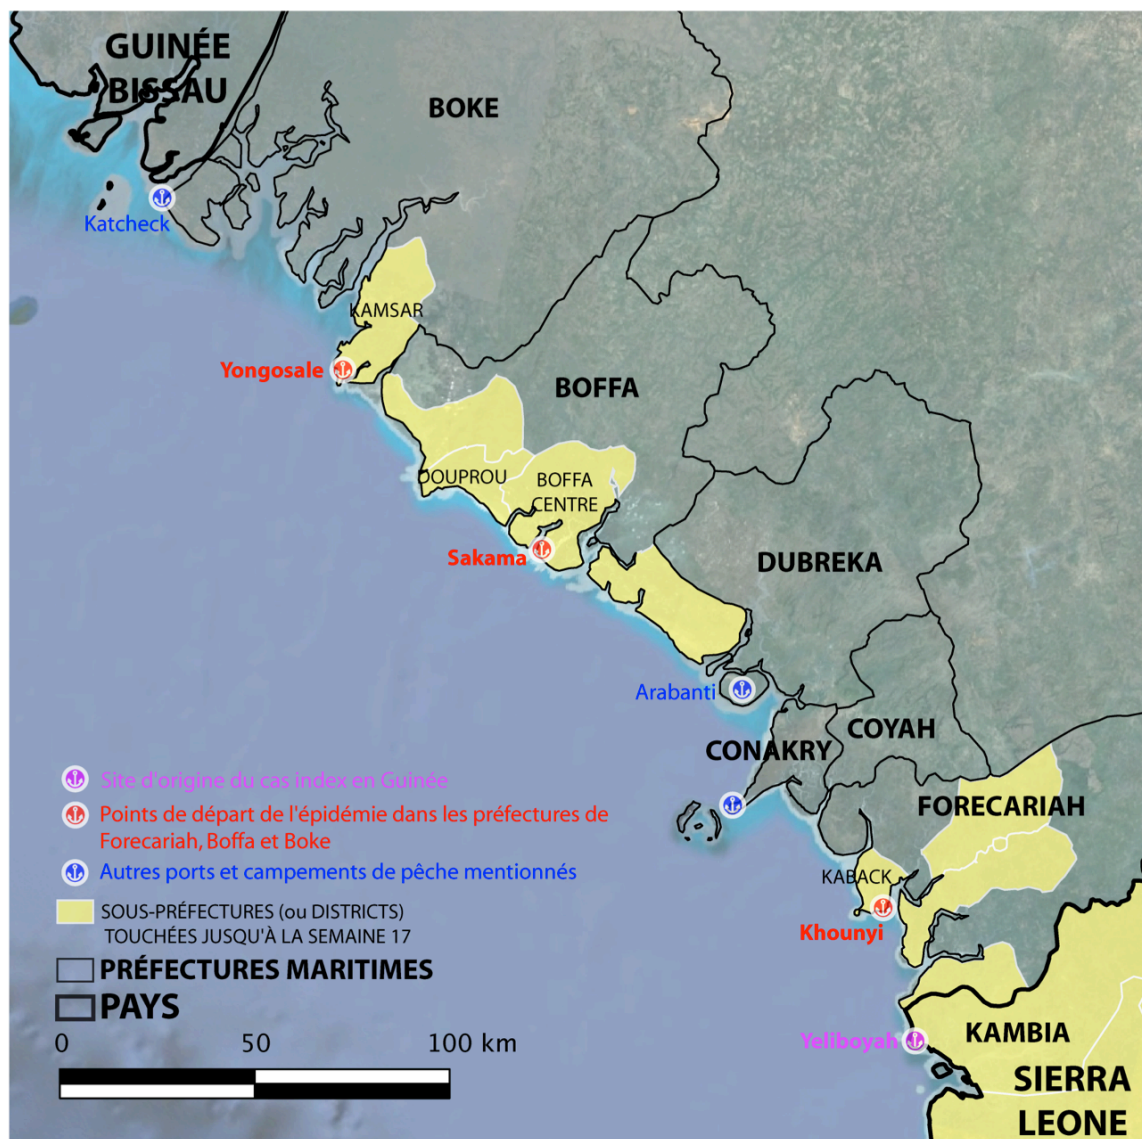 GUINÉE
BISSAU
BOKE
Katcheck
KAMSAR
Yongosale
BOFFA
DOUPROU
BOFFA
CENTRE
Sakama
DUBREKA
Arabanti
COYAH
CONAKRY
Site d'origine du cas index en Guinée
FORECARIAH
Points de départ de l'épidémie dans les préfectures de
Forecariah, Boffa et Boke
Autres ports et campements de pêche mentionnés
KABACK
SOUS-PRÉFECTURES (ou DISTRICTS)
TOUCHÉES JUSQU'À LA SEMAINE 17
Khounyi
PRÉFECTURES MARITIMES
PAYS
KAMBIA
Yeliboyah
0 50 100 km
SIERRA
LEONE